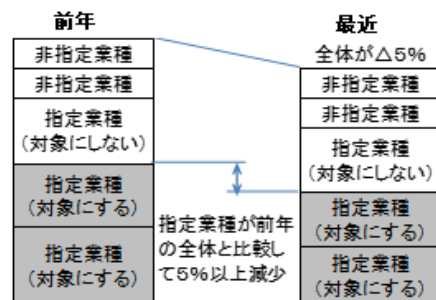 前年
非指定業種
非指定業種
指定業種
(対象にしない)
指定業種
(対象にする)
指定業種
(対象にする)
指定業種が前年
の全体と比較し
て5%以上減少
最近
全体が△5%
非指定業種
非指定業種
指定業種
(対象にしない)
指定業種
(対象にする)
指定業種
(対象にする)